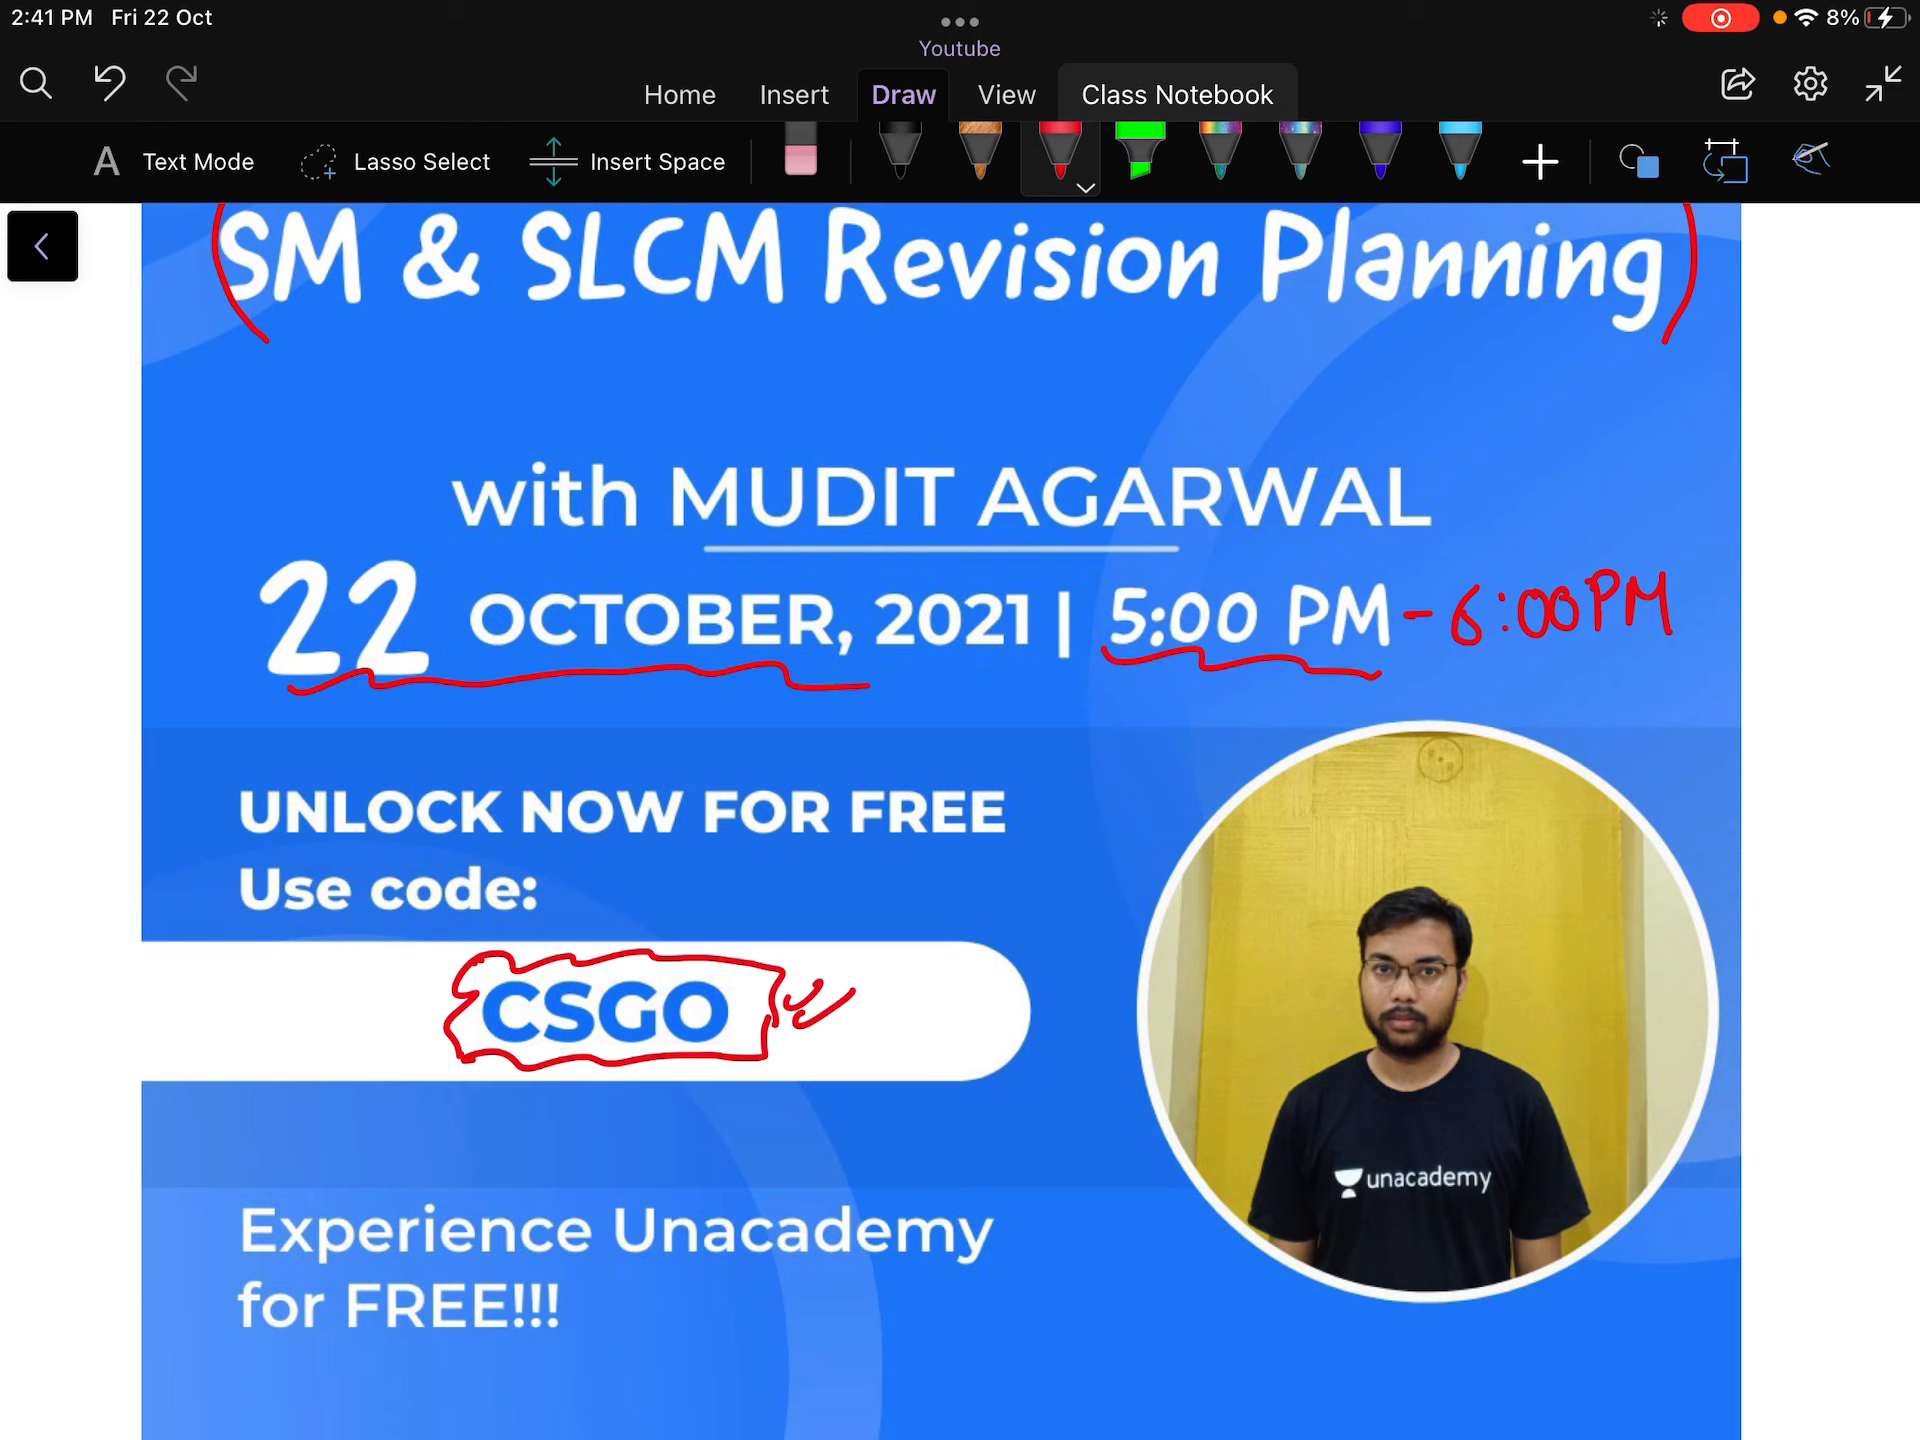 2:41 PM Fri 22 Oct
8%
Youtube
Home Insert Draw View Class Notebook
A Text Mode Lasso Select Insert Space
SM & SLCM Revision Planning
with MUDIT AGARWAL
22 OCTOBER, 2021 | 5:00 PM - 6:00 PM
UNLOCK NOW FOR FREE
Use code:
CSGO
unacademy
Experience Unacademy
for FREE!!!